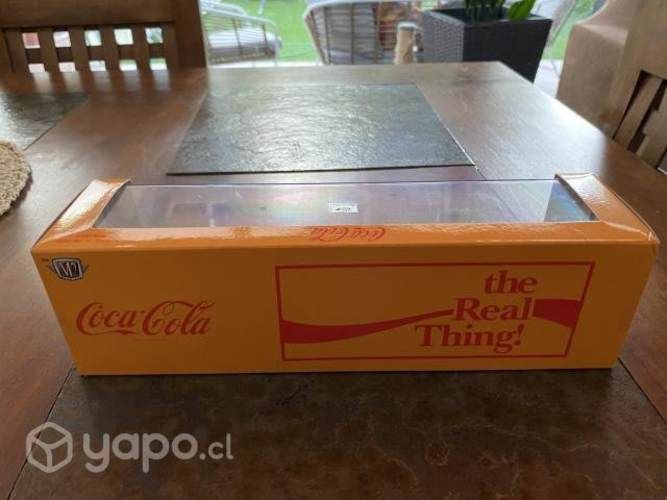 Coca-Cola
M2
Coca-Cola
the
Real
Thing!
yapo.cl